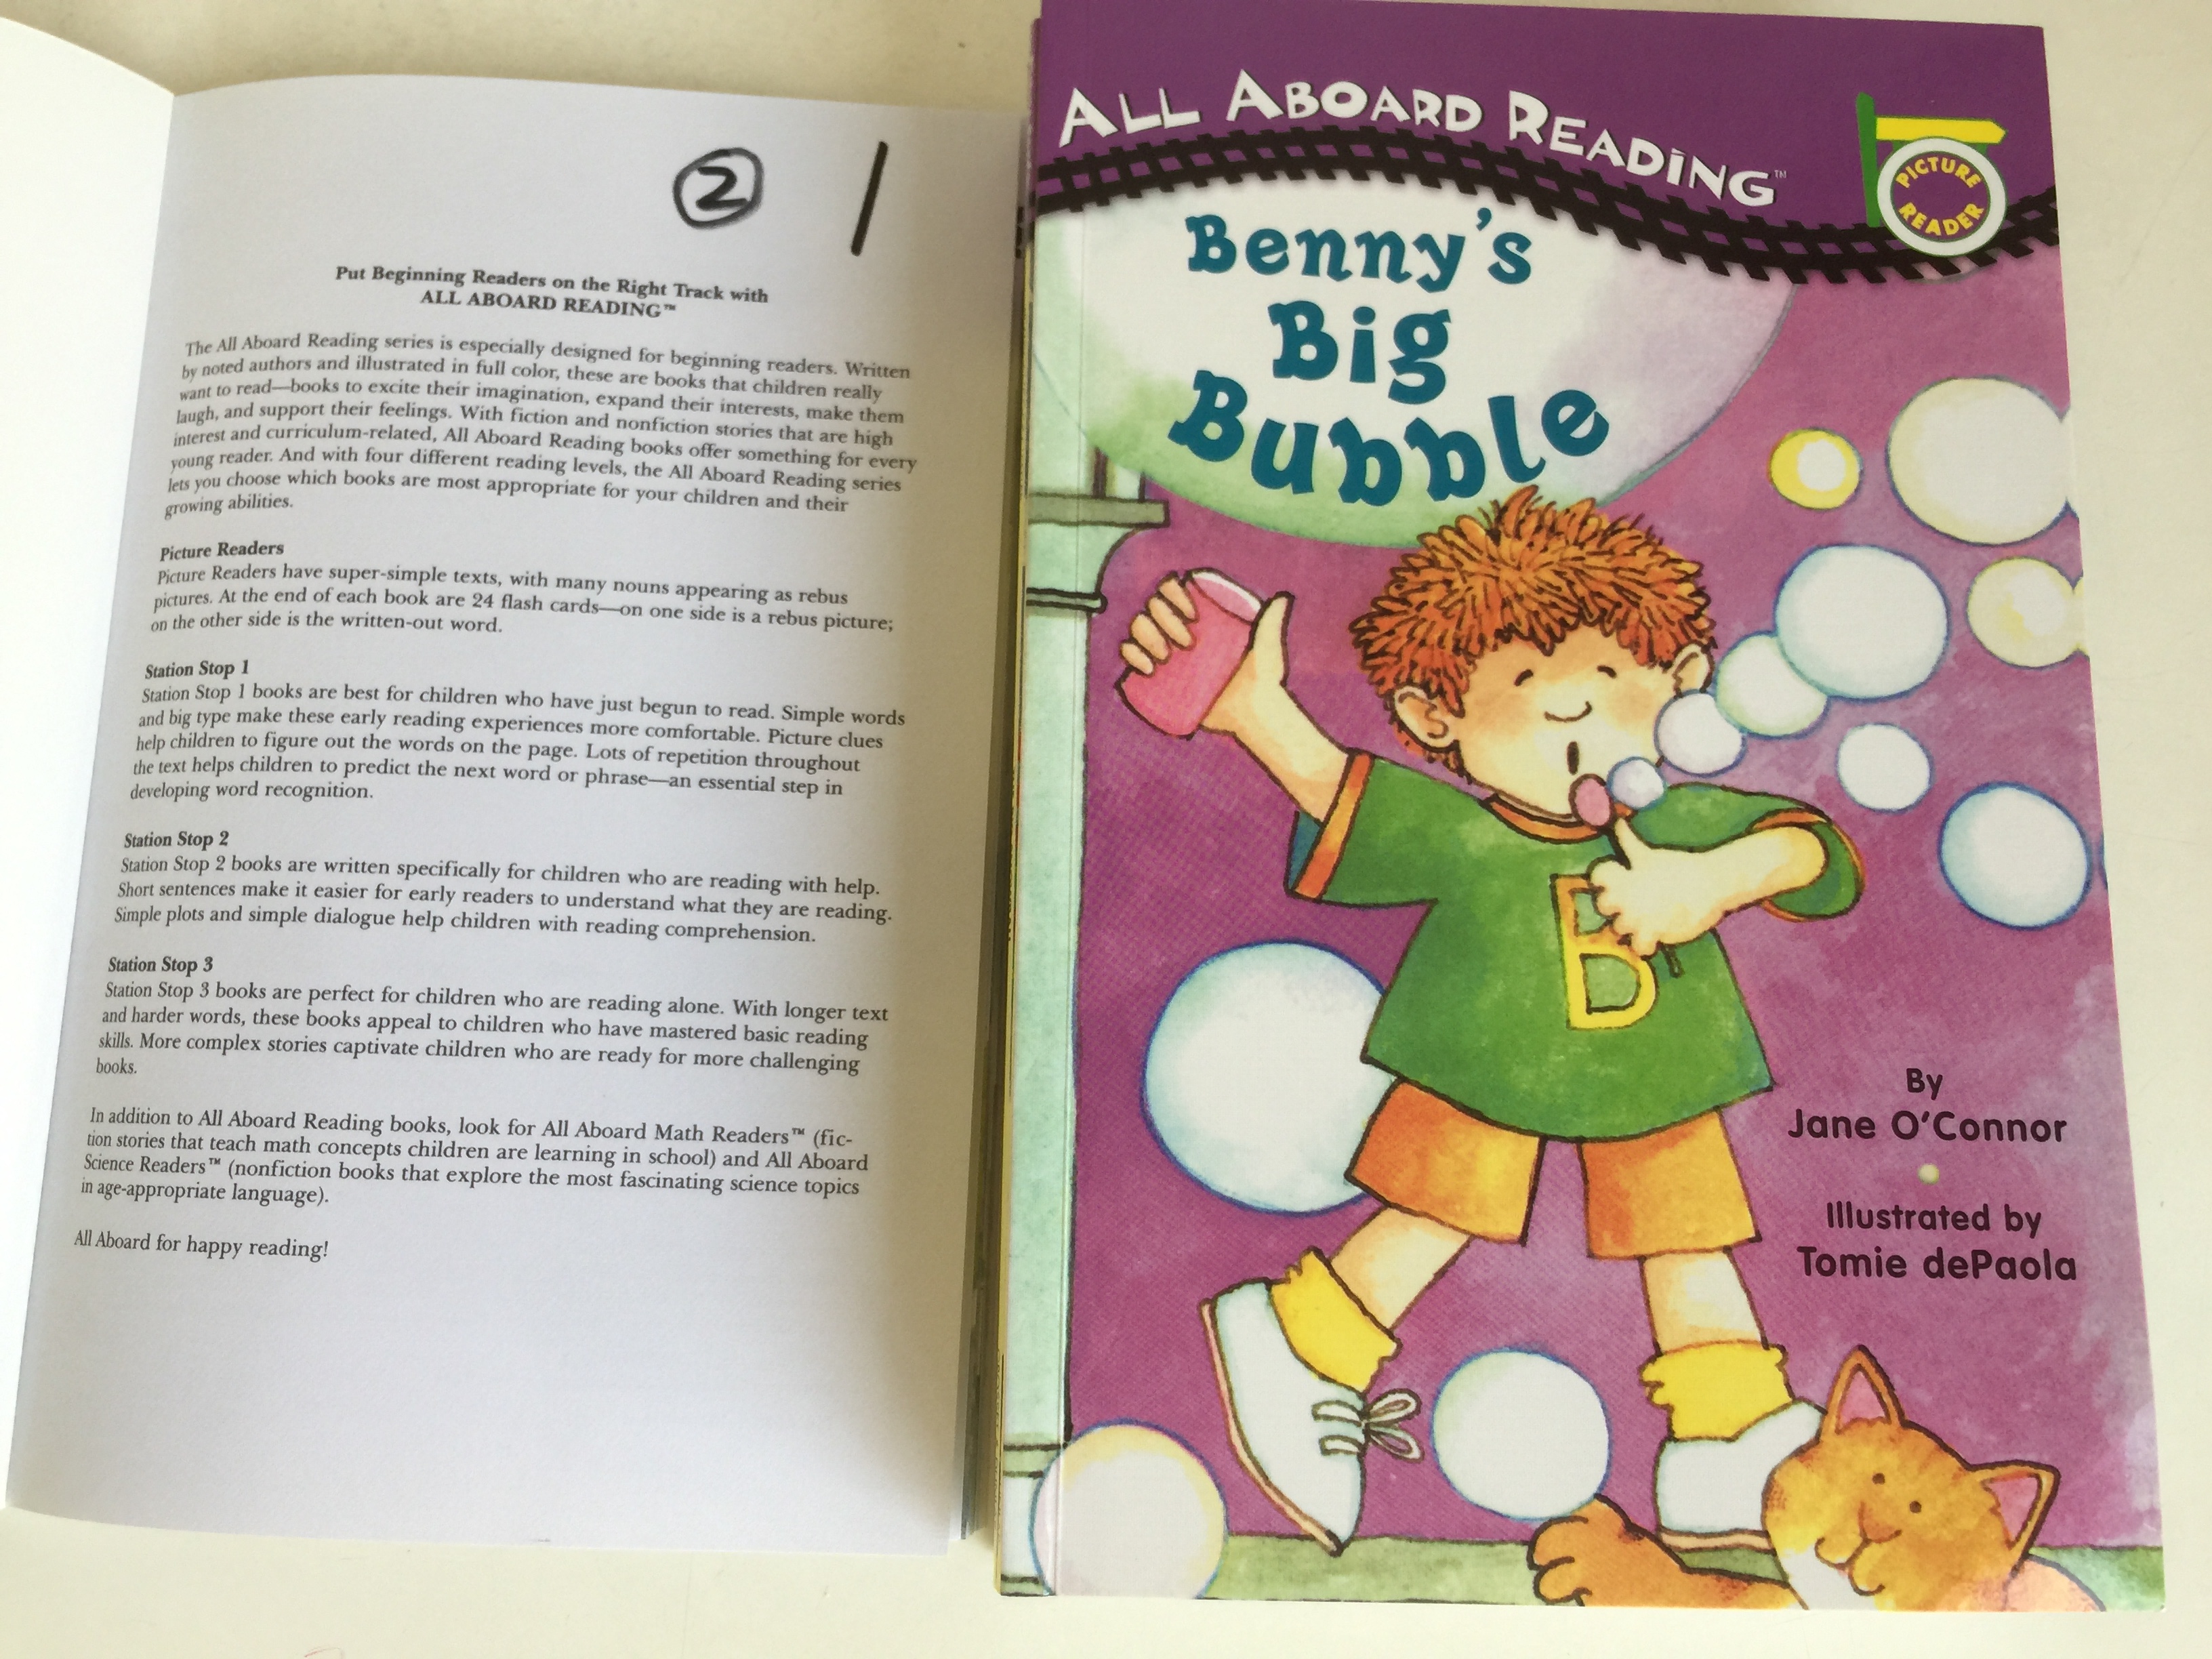 ② 1
Put Beginning Readers on the Right Track with
ALL ABOARD READING™
The All Aboard Reading series is especially designed for beginning readers. Written
by noted authors and illustrated in full color, these are books that children really
want to read—books to excite their imagination, expand their interests, make them
laugh, and support their feelings. With fiction and nonfiction stories that are high
interest and curriculum-related, All Aboard Reading books offer something for every
young reader. And with four different reading levels, the All Aboard Reading series
lets you choose which books are most appropriate for your children and their
growing abilities.
Picture Readers
Picture Readers have super-simple texts, with many nouns appearing as rebus
pictures. At the end of each book are 24 flash cards—on one side is a rebus picture;
on the other side is the written-out word.
Station Stop 1
Station Stop 1 books are best for children who have just begun to read. Simple words
and big type make these early reading experiences more comfortable. Picture clues
help children to figure out the words on the page. Lots of repetition throughout
the text helps children to predict the next word or phrase—an essential step in
developing word recognition.
Station Stop 2
Station Stop 2 books are written specifically for children who are reading with help.
Short sentences make it easier for early readers to understand what they are reading.
Simple plots and simple dialogue help children with reading comprehension.
Station Stop 3
Station Stop 3 books are perfect for children who are reading alone. With longer text
and harder words, these books appeal to children who have mastered basic reading
skills. More complex stories captivate children who are ready for more challenging
books.
In addition to All Aboard Reading books, look for All Aboard Math Readers™ (fic-
tion stories that teach math concepts children are learning in school) and All Aboard
Science Readers™ (nonfiction books that explore the most fascinating science topics
in age-appropriate language).
All Aboard for happy reading!
ALL ABOARD READING™
PICTURE
READER
Benny's
Big
Bubble
B
By
Jane O'Connor
Illustrated by
Tomie dePaola